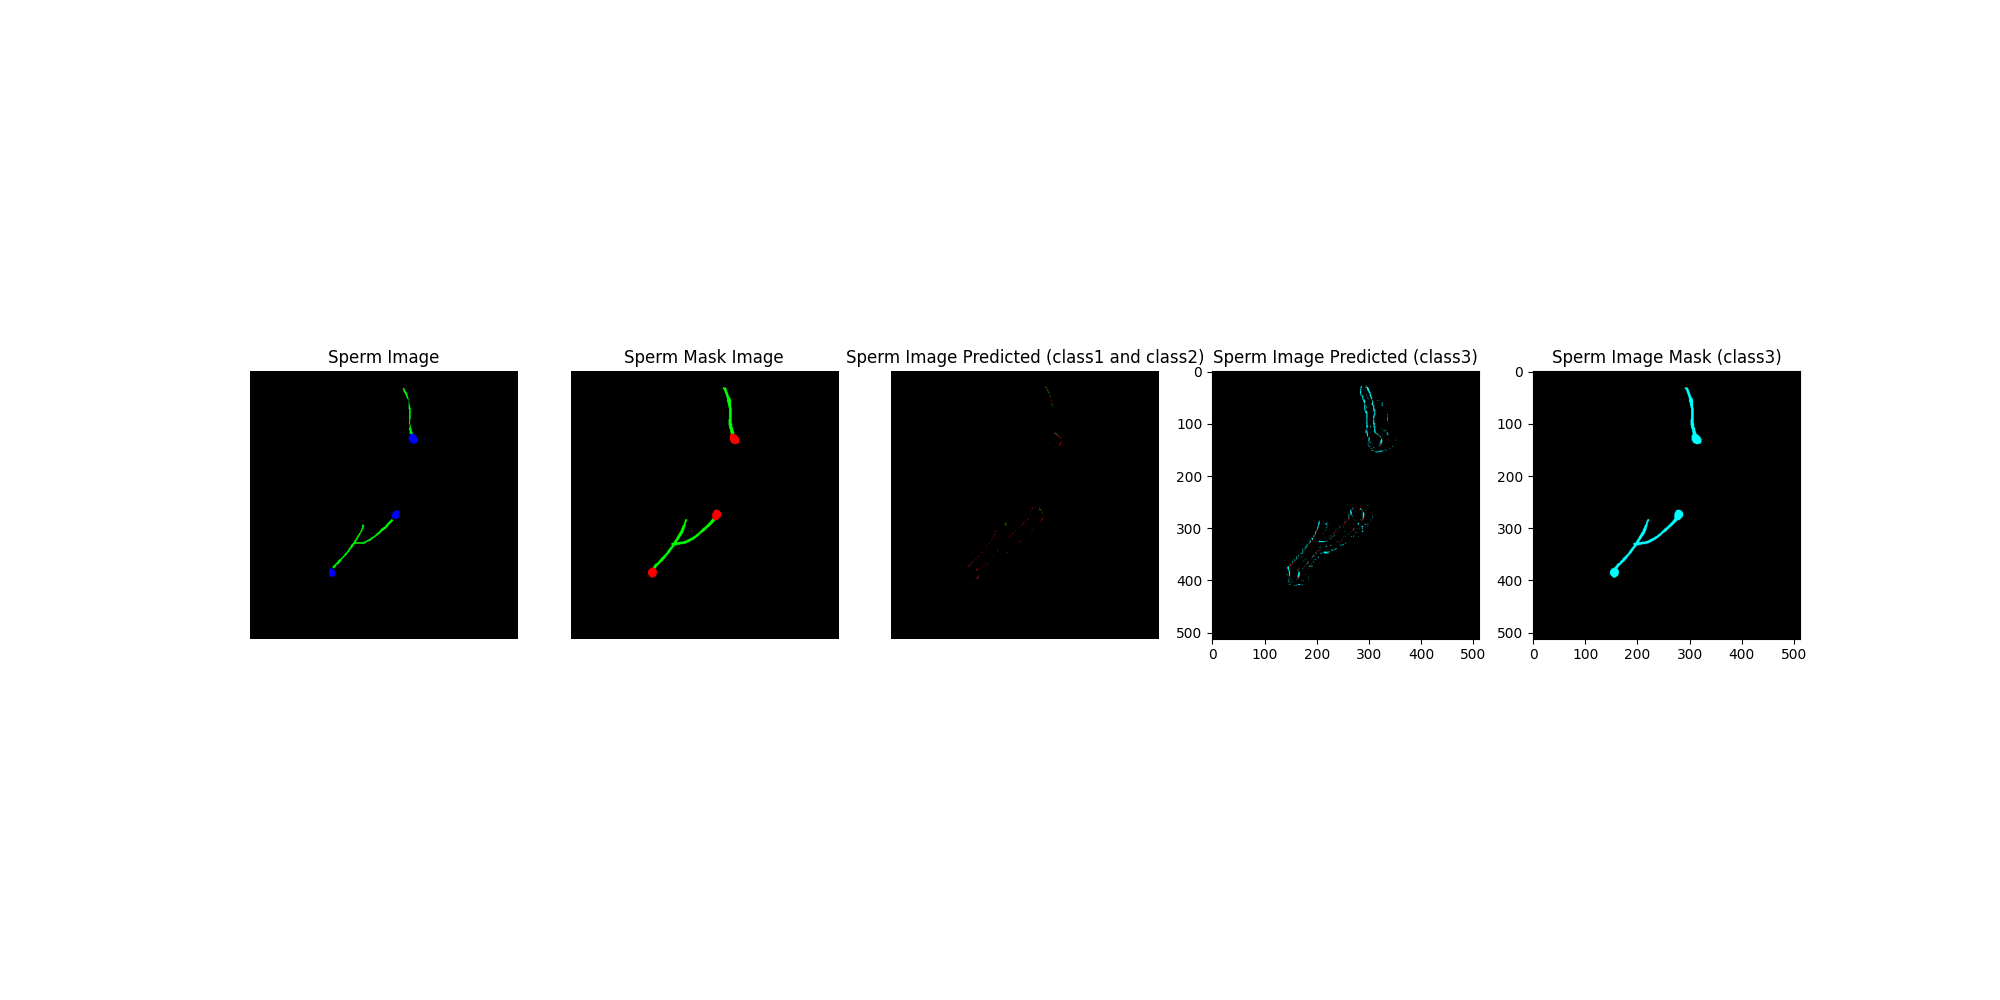 Sperm Image
Sperm Mask Image
Sperm Image Predicted (class1 and class2)
Sperm Image Predicted (class3)
0
100
200
300
400
500
0 100 200 300 400 500
Sperm Image Mask (class3)
0
100
200
300
400
500
0 100 200 300 400 500